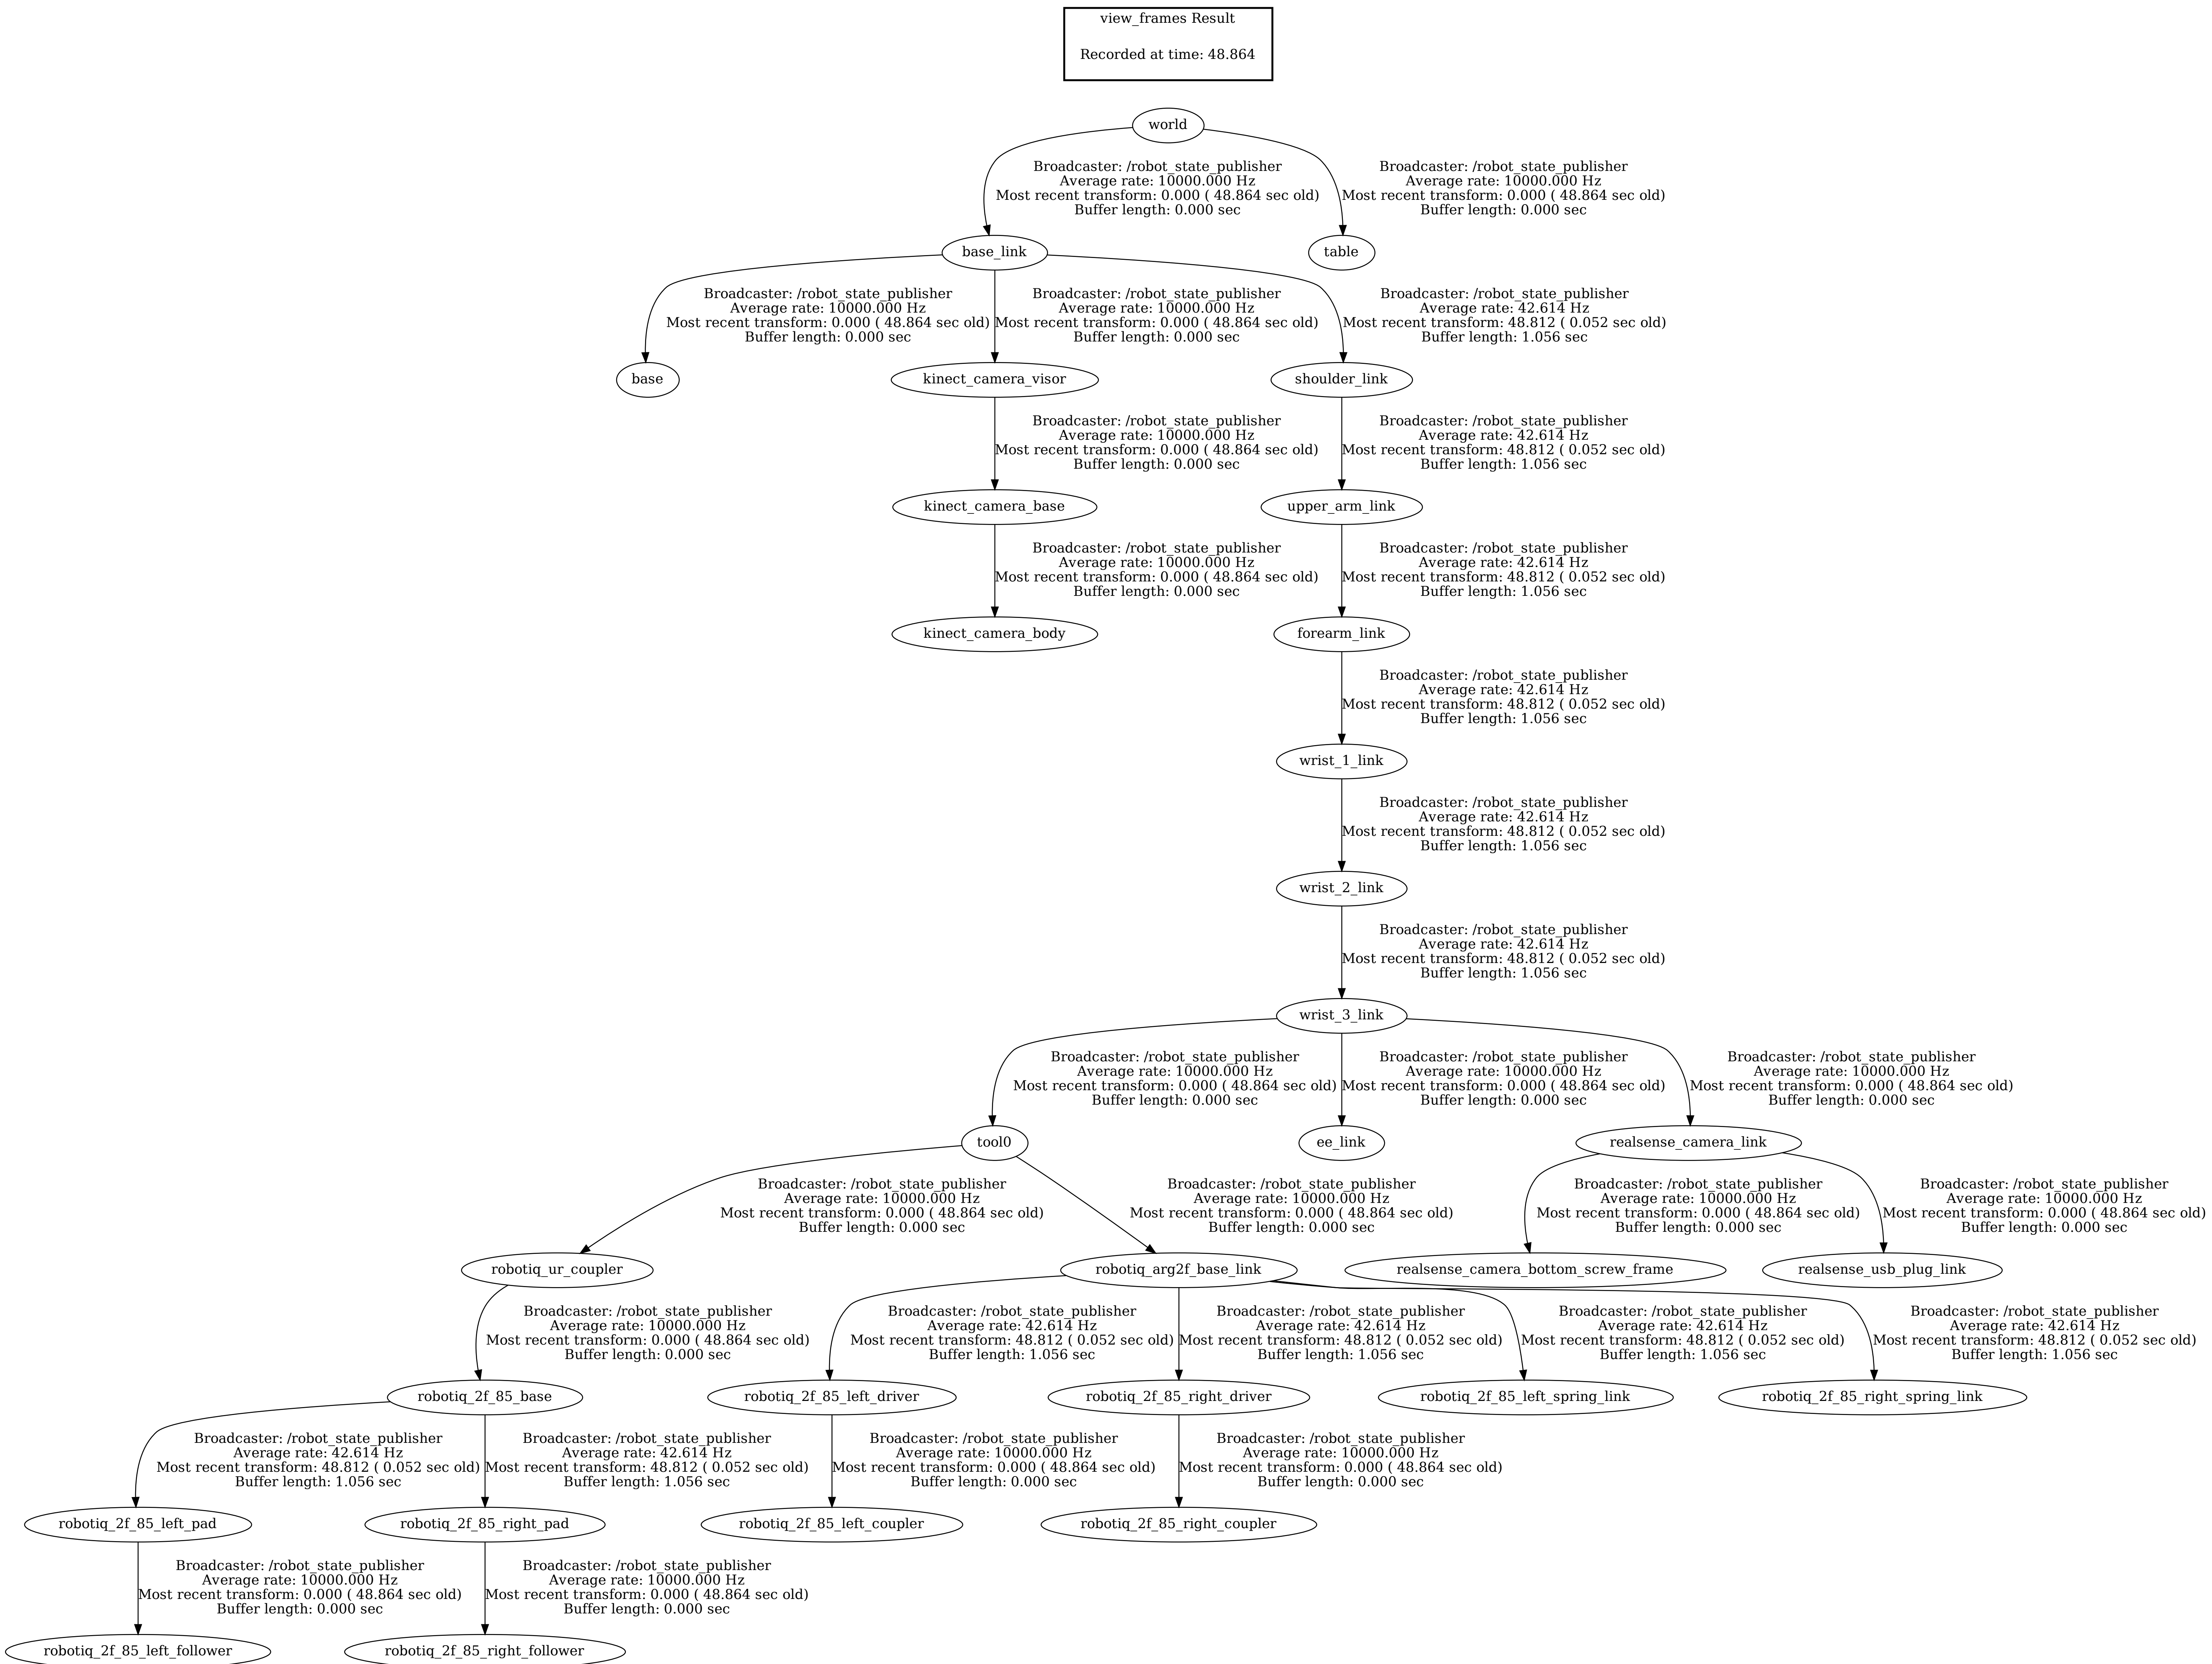 view_frames Result
Recorded at time: 48.864
world
Broadcaster: /robot_state_publisher
Average rate: 10000.000 Hz
Most recent transform: 0.000 ( 48.864 sec old)
Buffer length: 0.000 sec
Broadcaster: /robot_state_publisher
Average rate: 10000.000 Hz
Most recent transform: 0.000 ( 48.864 sec old)
Buffer length: 0.000 sec
base_link
table
Broadcaster: /robot_state_publisher
Average rate: 10000.000 Hz
Most recent transform: 0.000 ( 48.864 sec old)
Buffer length: 0.000 sec
Broadcaster: /robot_state_publisher
Average rate: 10000.000 Hz
Most recent transform: 0.000 ( 48.864 sec old)
Buffer length: 0.000 sec
Broadcaster: /robot_state_publisher
Average rate: 42.614 Hz
Most recent transform: 48.812 ( 0.052 sec old)
Buffer length: 1.056 sec
base
kinect_camera_visor
shoulder_link
Broadcaster: /robot_state_publisher
Average rate: 10000.000 Hz
Most recent transform: 0.000 ( 48.864 sec old)
Buffer length: 0.000 sec
Broadcaster: /robot_state_publisher
Average rate: 42.614 Hz
Most recent transform: 48.812 ( 0.052 sec old)
Buffer length: 1.056 sec
kinect_camera_base
upper_arm_link
Broadcaster: /robot_state_publisher
Average rate: 10000.000 Hz
Most recent transform: 0.000 ( 48.864 sec old)
Buffer length: 0.000 sec
Broadcaster: /robot_state_publisher
Average rate: 42.614 Hz
Most recent transform: 48.812 ( 0.052 sec old)
Buffer length: 1.056 sec
kinect_camera_body
forearm_link
Broadcaster: /robot_state_publisher
Average rate: 42.614 Hz
Most recent transform: 48.812 ( 0.052 sec old)
Buffer length: 1.056 sec
wrist_1_link
Broadcaster: /robot_state_publisher
Average rate: 42.614 Hz
Most recent transform: 48.812 ( 0.052 sec old)
Buffer length: 1.056 sec
wrist_2_link
Broadcaster: /robot_state_publisher
Average rate: 42.614 Hz
Most recent transform: 48.812 ( 0.052 sec old)
Buffer length: 1.056 sec
wrist_3_link
Broadcaster: /robot_state_publisher
Average rate: 10000.000 Hz
Most recent transform: 0.000 ( 48.864 sec old)
Buffer length: 0.000 sec
Broadcaster: /robot_state_publisher
Average rate: 10000.000 Hz
Most recent transform: 0.000 ( 48.864 sec old)
Buffer length: 0.000 sec
Broadcaster: /robot_state_publisher
Average rate: 10000.000 Hz
Most recent transform: 0.000 ( 48.864 sec old)
Buffer length: 0.000 sec
tool0
ee_link
realsense_camera_link
Broadcaster: /robot_state_publisher
Average rate: 10000.000 Hz
Most recent transform: 0.000 ( 48.864 sec old)
Buffer length: 0.000 sec
Broadcaster: /robot_state_publisher
Average rate: 10000.000 Hz
Most recent transform: 0.000 ( 48.864 sec old)
Buffer length: 0.000 sec
Broadcaster: /robot_state_publisher
Average rate: 10000.000 Hz
Most recent transform: 0.000 ( 48.864 sec old)
Buffer length: 0.000 sec
Broadcaster: /robot_state_publisher
Average rate: 10000.000 Hz
Most recent transform: 0.000 ( 48.864 sec old)
Buffer length: 0.000 sec
robotiq_ur_coupler
robotiq_arg2f_base_link
realsense_camera_bottom_screw_frame
realsense_usb_plug_link
Broadcaster: /robot_state_publisher
Average rate: 10000.000 Hz
Most recent transform: 0.000 ( 48.864 sec old)
Buffer length: 0.000 sec
Broadcaster: /robot_state_publisher
Average rate: 42.614 Hz
Most recent transform: 48.812 ( 0.052 sec old)
Buffer length: 1.056 sec
Broadcaster: /robot_state_publisher
Average rate: 42.614 Hz
Most recent transform: 48.812 ( 0.052 sec old)
Buffer length: 1.056 sec
Broadcaster: /robot_state_publisher
Average rate: 42.614 Hz
Most recent transform: 48.812 ( 0.052 sec old)
Buffer length: 1.056 sec
Broadcaster: /robot_state_publisher
Average rate: 42.614 Hz
Most recent transform: 48.812 ( 0.052 sec old)
Buffer length: 1.056 sec
robotiq_2f_85_base
robotiq_2f_85_left_driver
robotiq_2f_85_right_driver
robotiq_2f_85_left_spring_link
robotiq_2f_85_right_spring_link
Broadcaster: /robot_state_publisher
Average rate: 42.614 Hz
Most recent transform: 48.812 ( 0.052 sec old)
Buffer length: 1.056 sec
Broadcaster: /robot_state_publisher
Average rate: 42.614 Hz
Most recent transform: 48.812 ( 0.052 sec old)
Buffer length: 1.056 sec
Broadcaster: /robot_state_publisher
Average rate: 10000.000 Hz
Most recent transform: 0.000 ( 48.864 sec old)
Buffer length: 0.000 sec
Broadcaster: /robot_state_publisher
Average rate: 10000.000 Hz
Most recent transform: 0.000 ( 48.864 sec old)
Buffer length: 0.000 sec
robotiq_2f_85_left_pad
robotiq_2f_85_right_pad
robotiq_2f_85_left_coupler
robotiq_2f_85_right_coupler
Broadcaster: /robot_state_publisher
Average rate: 10000.000 Hz
Most recent transform: 0.000 ( 48.864 sec old)
Buffer length: 0.000 sec
Broadcaster: /robot_state_publisher
Average rate: 10000.000 Hz
Most recent transform: 0.000 ( 48.864 sec old)
Buffer length: 0.000 sec
robotiq_2f_85_left_follower
robotiq_2f_85_right_follower